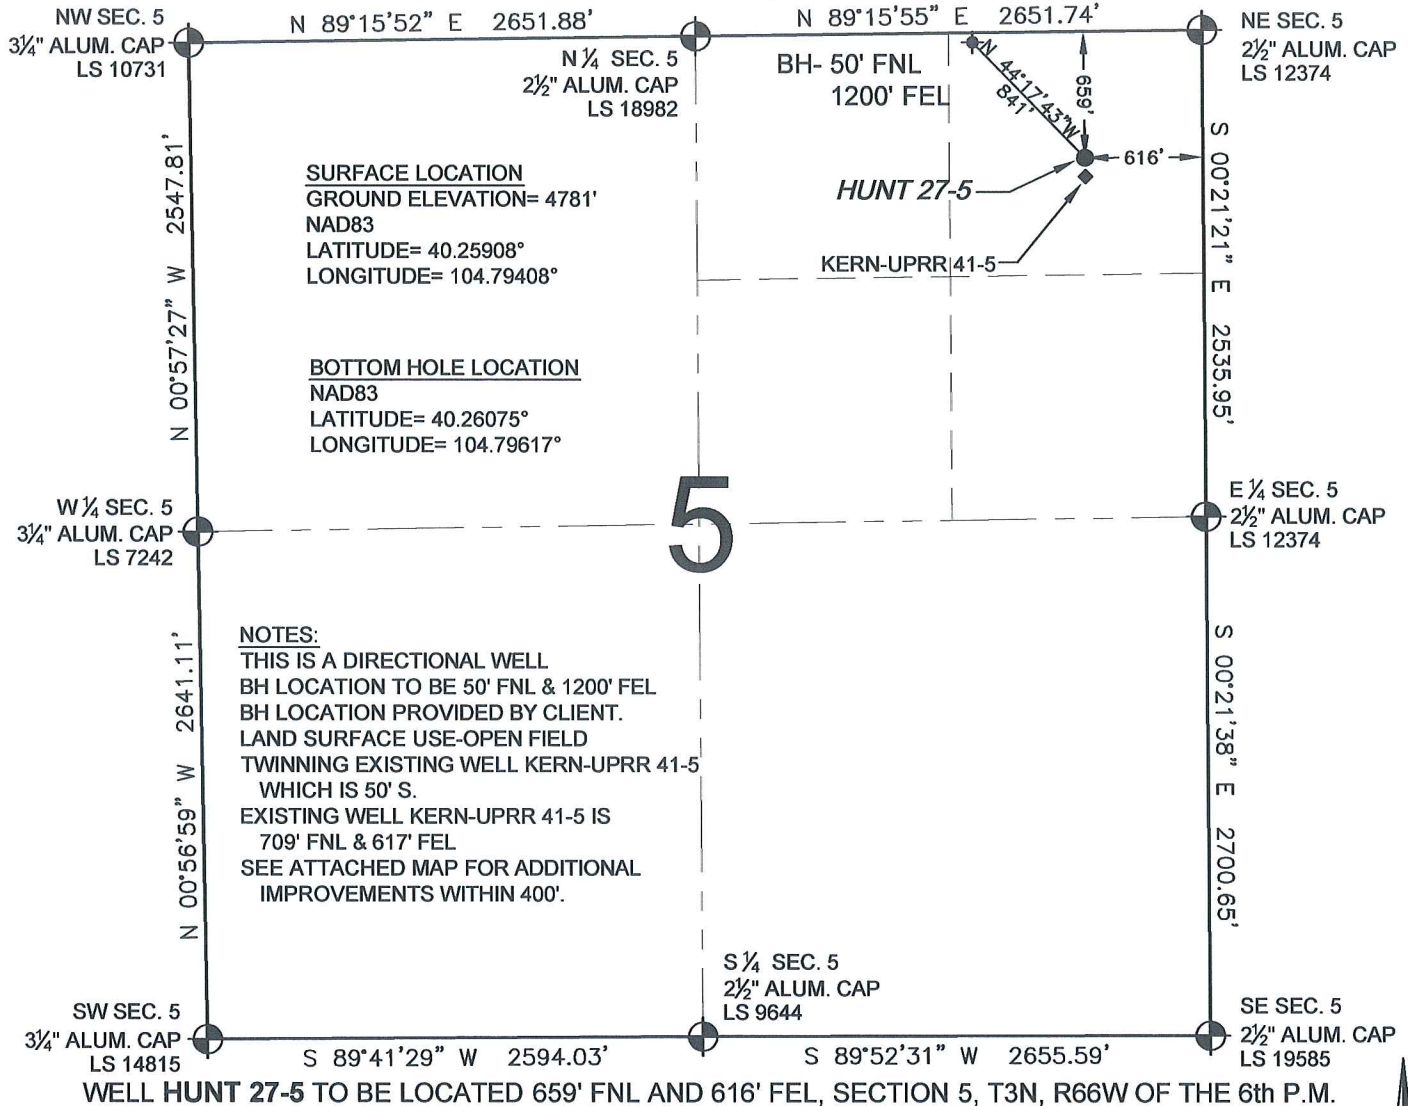 NW SEC. 5
3¼" ALUM. CAP
LS 10731
N 89°15'52" E 2651.88'
N ¼ SEC. 5
2½" ALUM. CAP
LS 18982
N 89°15'55" E 2651.74'
NE SEC. 5
2½" ALUM. CAP
LS 12374
BH- 50' FNL
1200' FEL
N 44°17'43"W
841'
659'
616'
HUNT 27-5
KERN-UPRR 41-5
N 00°57'27" W 2547.81'
S 00°21'21" E 2535.95'
SURFACE LOCATION
GROUND ELEVATION= 4781'
NAD83
LATITUDE= 40.25908°
LONGITUDE= 104.79408°
BOTTOM HOLE LOCATION
NAD83
LATITUDE= 40.26075°
LONGITUDE= 104.79617°
W ¼ SEC. 5
3¼" ALUM. CAP
LS 7242
5
E ¼ SEC. 5
2½" ALUM. CAP
LS 12374
N 00°56'59" W 2641.11'
NOTES:
THIS IS A DIRECTIONAL WELL
BH LOCATION TO BE 50' FNL & 1200' FEL
BH LOCATION PROVIDED BY CLIENT.
LAND SURFACE USE-OPEN FIELD
TWINNING EXISTING WELL KERN-UPRR 41-5
WHICH IS 50' S.
EXISTING WELL KERN-UPRR 41-5 IS
709' FNL & 617' FEL
SEE ATTACHED MAP FOR ADDITIONAL
IMPROVEMENTS WITHIN 400'.
S 00°21'38" E 2700.65'
SW SEC. 5
3¼" ALUM. CAP
LS 14815
S 89°41'29" W 2594.03'
S ¼ SEC. 5
2½" ALUM. CAP
LS 9644
S 89°52'31" W 2655.59'
SE SEC. 5
2½" ALUM. CAP
LS 19585
WELL HUNT 27-5 TO BE LOCATED 659' FNL AND 616' FEL, SECTION 5, T3N, R66W OF THE 6th P.M.